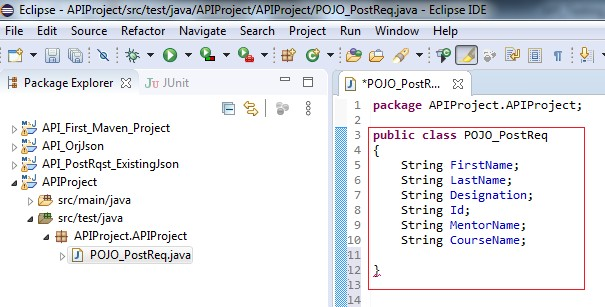 Eclipse - APIProject/src/test/java/APIProject/APIProject/POJO_PostReq.java - Eclipse IDE
File Edit Source Refactor Navigate Search Project Run Window Help
Package Explorer JUnit
API_First_Maven_Project
API_OrjJson
API_PostRqst_ExistingJson
APIProject
src/main/java
src/test/java
APIProject.APIProject
POJO_PostReq.java
*POJO_PostR...
1 package APIProject.APIProject;
2
3 public class POJO_PostReq
4 {
5 String FirstName;
6 String LastName;
7 String Designation;
8 String Id;
9 String MentorName;
10 String CourseName;
11
12 }
13
14